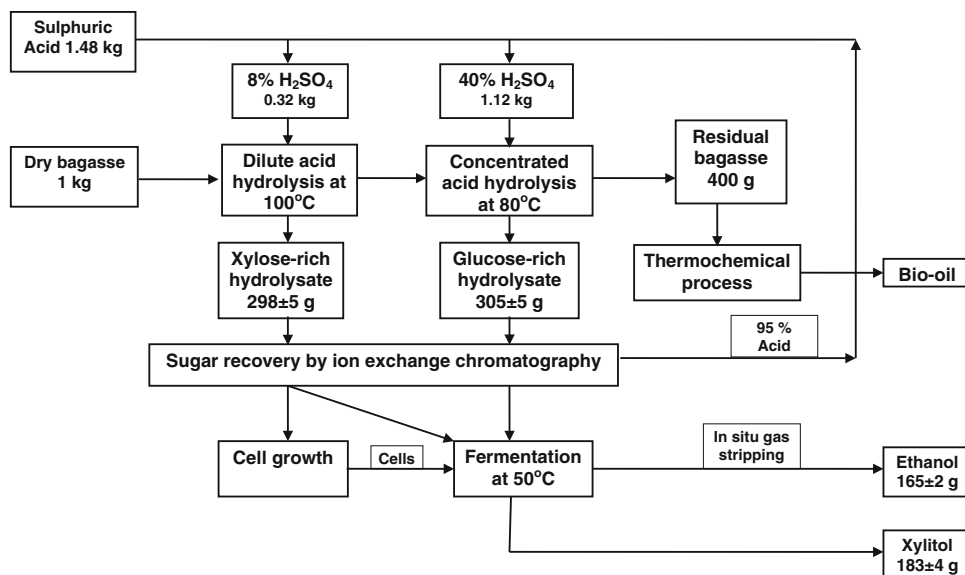 Sulphuric
Acid 1.48 kg
8% H₂SO₄
0.32 kg
40% H₂SO₄
1.12 kg
Dry bagasse
1 kg
Dilute acid
hydrolysis at
100°C
Concentrated
acid hydrolysis
at 80°C
Residual
bagasse
400 g
Xylose-rich
hydrolysate
298±5 g
Glucose-rich
hydrolysate
305±5 g
Thermochemical
process
Bio-oil
95 %
Acid
Sugar recovery by ion exchange chromatography
Cell growth
Cells
Fermentation
at 50°C
In situ gas
stripping
Ethanol
165±2 g
Xylitol
183±4 g